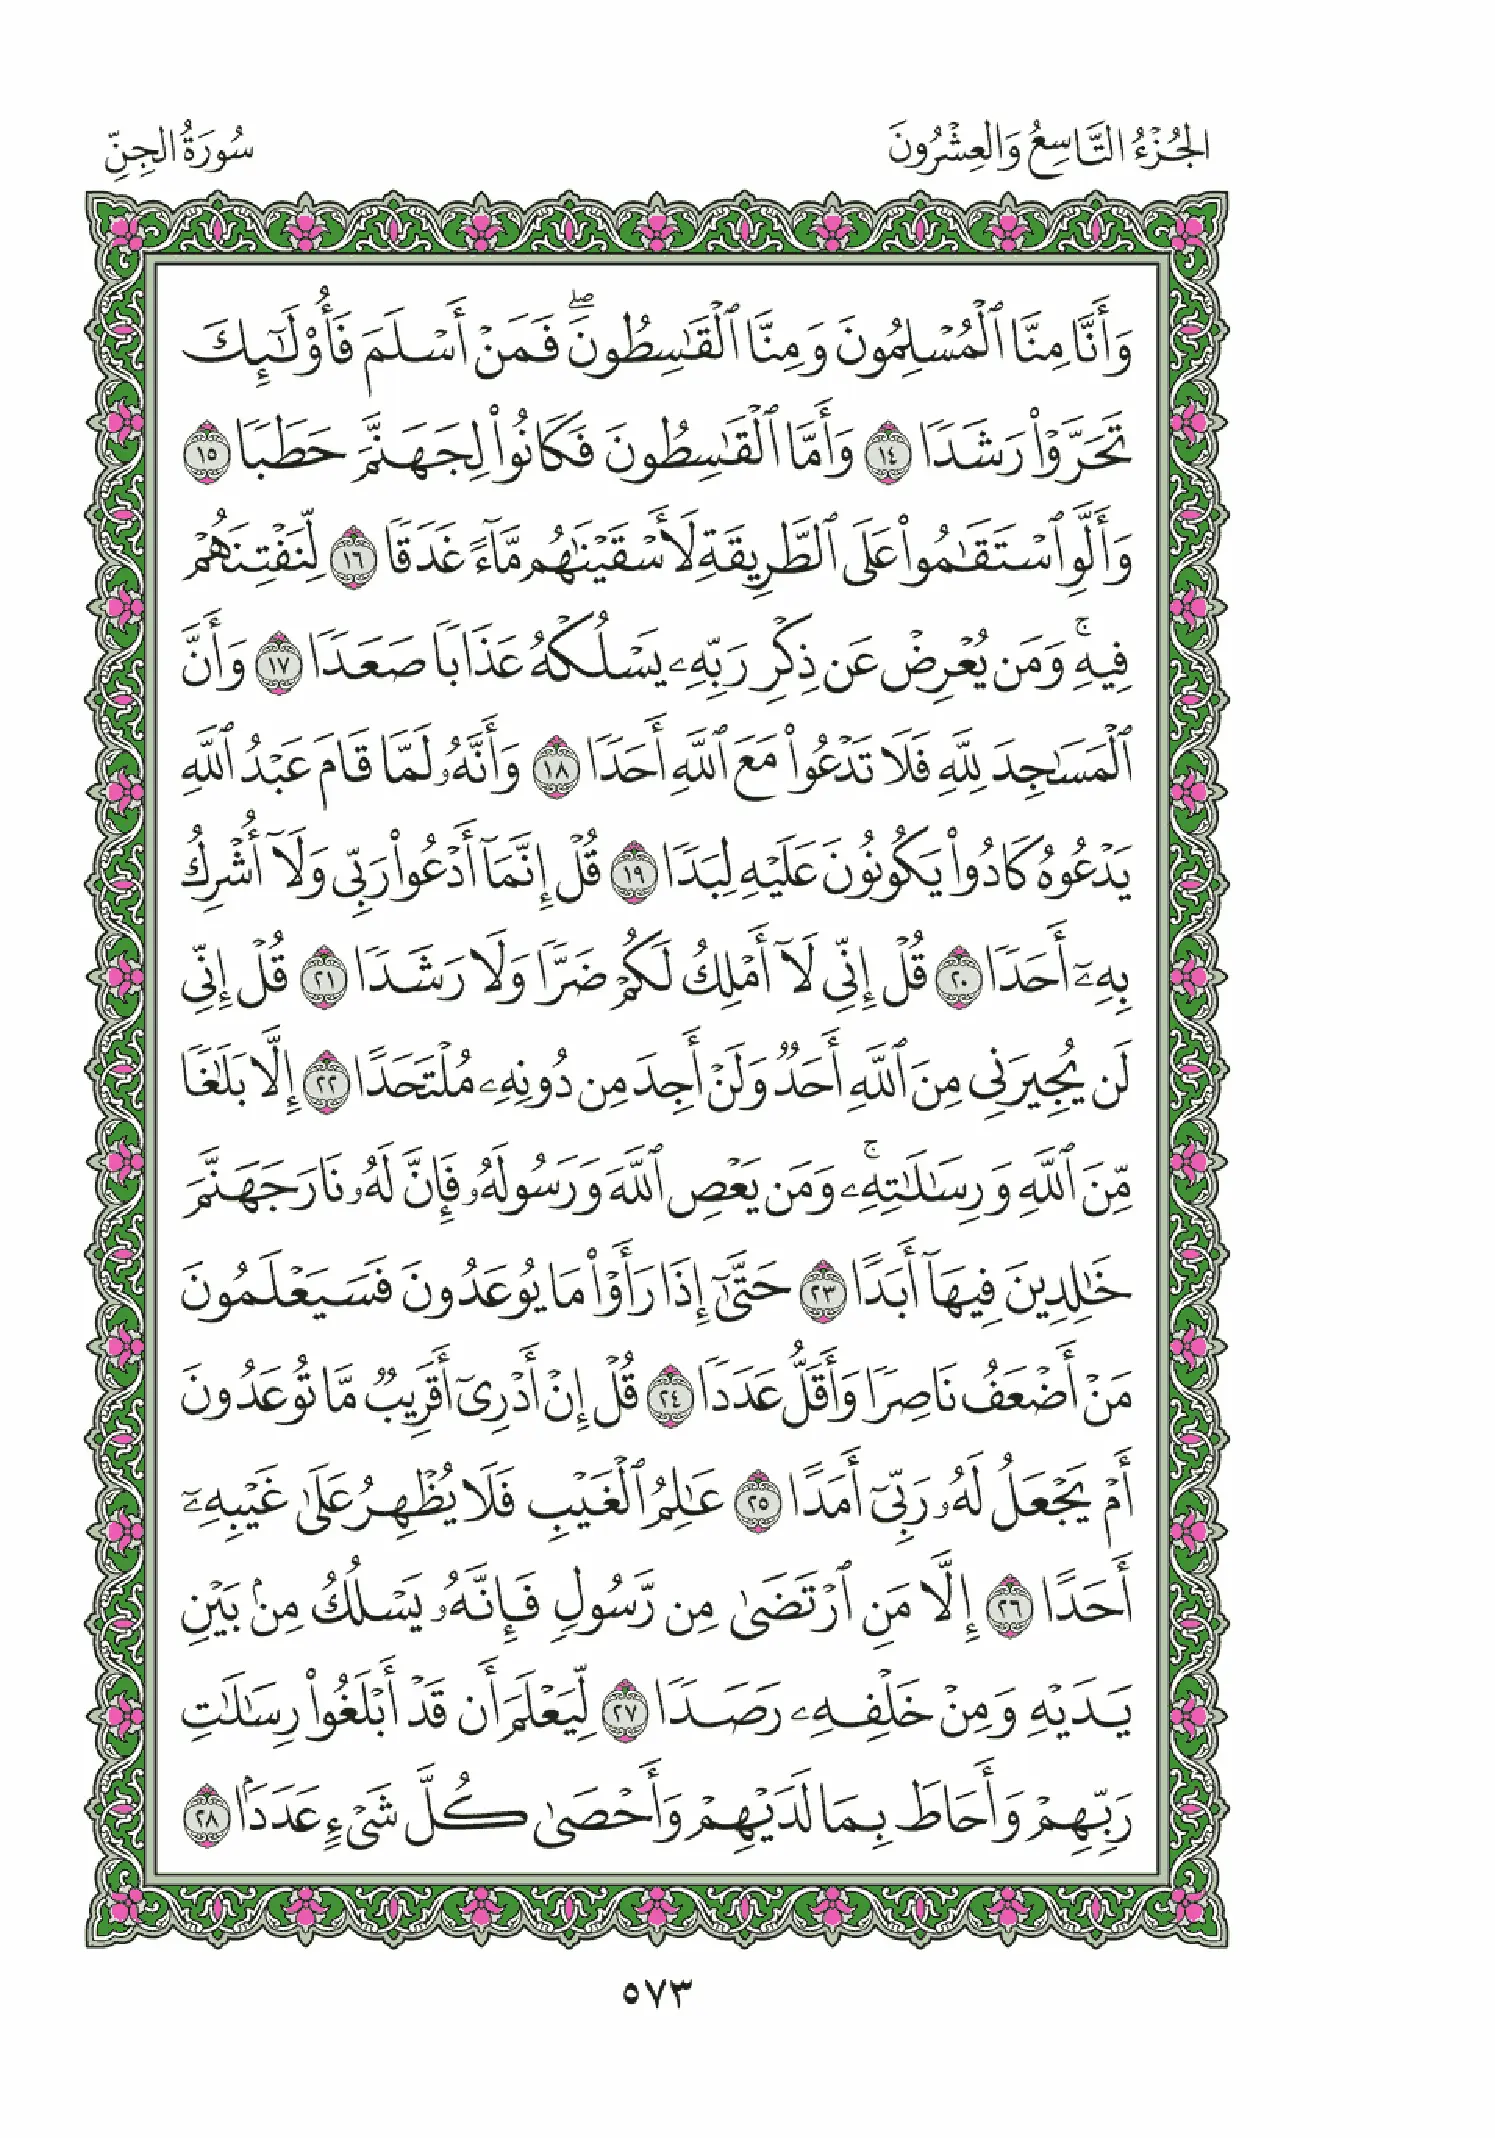 الجُزْءُ التَّاسِعُ وَالعِشْرُونَ
سُورَةُ الجِنِّ
وَأَنَّا مِنَّا ٱلْمُسْلِمُونَ وَمِنَّا ٱلْقَٰسِطُونَۖ فَمَنْ أَسْلَمَ فَأُو۟لَٰٓئِكَ
تَحَرَّوْا۟ رَشَدًا ١٤ وَأَمَّا ٱلْقَٰسِطُونَ فَكَانُوا۟ لِجَهَنَّمَ حَطَبًا ١٥
وَأَلَّوِ ٱسْتَقَٰمُوا۟ عَلَى ٱلطَّرِيقَةِ لَأَسْقَيْنَٰهُم مَّآءً غَدَقًا ١٦ لِّنَفْتِنَهُمْ
فِيهِۚ وَمَن يُعْرِضْ عَن ذِكْرِ رَبِّهِۦ يَسْلُكْهُ عَذَابًا صَعَدًا ١٧ وَأَنَّ
ٱلْمَسَٰجِدَ لِلَّهِ فَلَا تَدْعُوا۟ مَعَ ٱللَّهِ أَحَدًا ١٨ وَأَنَّهُۥ لَمَّا قَامَ عَبْدُ ٱللَّهِ
يَدْعُوهُ كَادُوا۟ يَكُونُونَ عَلَيْهِ لِبَدًا ١٩ قُلْ إِنَّمَآ أَدْعُوا۟ رَبِّى وَلَآ أُشْرِكُ
بِهِۦٓ أَحَدًا ٢٠ قُلْ إِنِّى لَآ أَمْلِكُ لَكُمْ ضَرًّا وَلَا رَشَدًا ٢١ قُلْ إِنِّى
لَن يُجِيرَنِى مِنَ ٱللَّهِ أَحَدٌ وَلَنْ أَجِدَ مِن دُونِهِۦ مُلْتَحَدًا ٢٢ إِلَّا بَلَٰغًا
مِّنَ ٱللَّهِ وَرِسَٰلَٰتِهِۦۚ وَمَن يَعْصِ ٱللَّهَ وَرَسُولَهُۥ فَإِنَّ لَهُۥ نَارَ جَهَنَّمَ
خَٰلِدِينَ فِيهَآ أَبَدًا ٢٣ حَتَّىٰٓ إِذَا رَأَوْا۟ مَا يُوعَدُونَ فَسَيَعْلَمُونَ
مَنْ أَضْعَفُ نَاصِرًا وَأَقَلُّ عَدَدًا ٢٤ قُلْ إِنْ أَدْرِىٓ أَقَرِيبٌ مَّا تُوعَدُونَ
أَمْ يَجْعَلُ لَهُۥ رَبِّىٓ أَمَدًا ٢٥ عَٰلِمُ ٱلْغَيْبِ فَلَا يُظْهِرُ عَلَىٰ غَيْبِهِۦٓ
أَحَدًا ٢٦ إِلَّا مَنِ ٱرْتَضَىٰ مِن رَّسُولٍ فَإِنَّهُۥ يَسْلُكُ مِنۢ بَيْنِ
يَدَيْهِ وَمِنْ خَلْفِهِۦ رَصَدًا ٢٧ لِّيَعْلَمَ أَن قَدْ أَبْلَغُوا۟ رِسَٰلَٰتِ
رَبِّهِمْ وَأَحَاطَ بِمَا لَدَيْهِمْ وَأَحْصَىٰ كُلَّ شَىْءٍ عَدَدًۢا ٢٨
٥٧٣